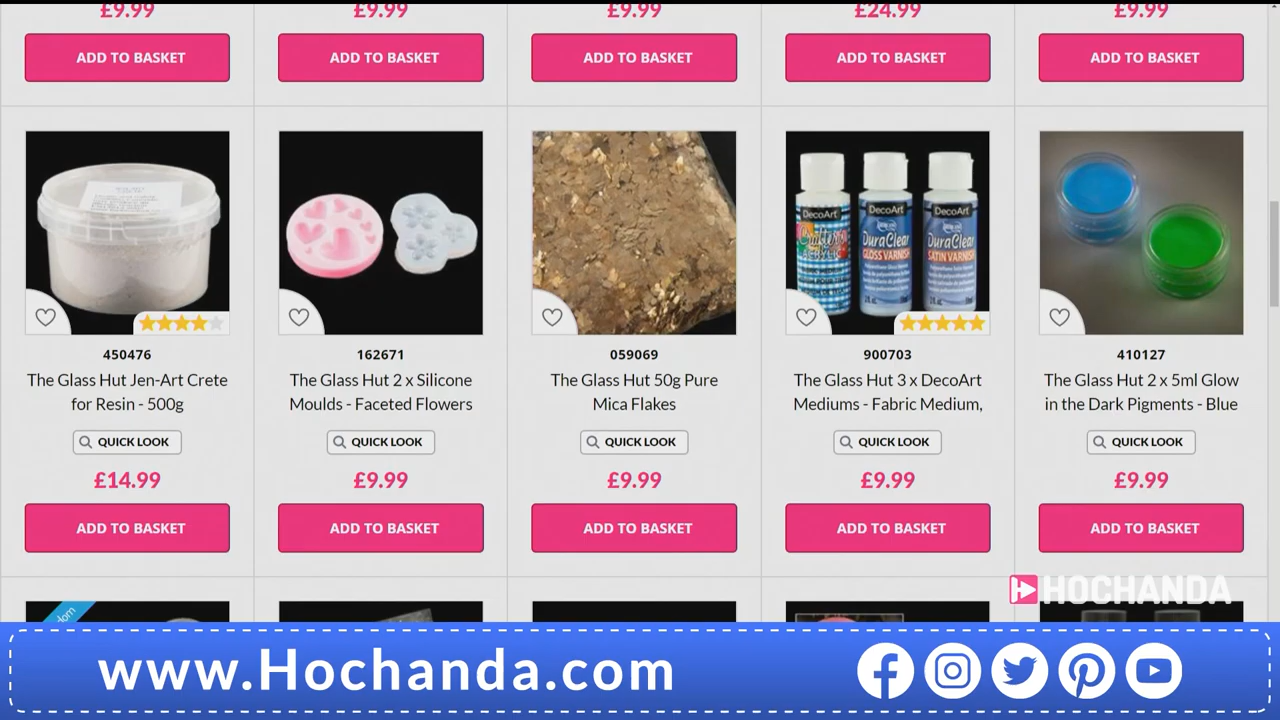 £9.99 £9.99 £9.99 £24.99 £9.99
ADD TO BASKET ADD TO BASKET ADD TO BASKET ADD TO BASKET ADD TO BASKET
DecoArt DecoArt DecoArt
Crafter's DuraClear DuraClear
ACRYLIC GLOSS VARNISH SATIN VARNISH
450476 162671 059069 900703 410127
The Glass Hut Jen-Art Crete
for Resin - 500g
The Glass Hut 2 x Silicone
Moulds - Faceted Flowers
The Glass Hut 50g Pure
Mica Flakes
The Glass Hut 3 x DecoArt
Mediums - Fabric Medium,
The Glass Hut 2 x 5ml Glow
in the Dark Pigments - Blue
QUICK LOOK QUICK LOOK QUICK LOOK QUICK LOOK QUICK LOOK
£14.99 £9.99 £9.99 £9.99 £9.99
ADD TO BASKET ADD TO BASKET ADD TO BASKET ADD TO BASKET ADD TO BASKET
HOCHANDA
www.Hochanda.com